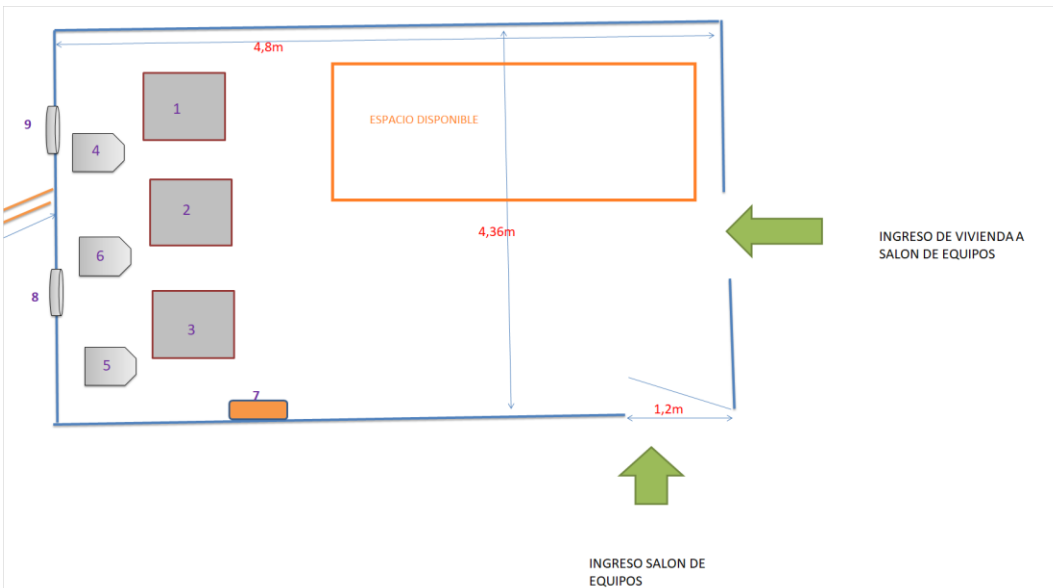 4,8m
1
9
ESPACIO DISPONIBLE
4
2
4,36m
INGRESO DE VIVIENDA A
SALON DE EQUIPOS
6
8
3
5
7
1,2m
INGRESO SALON DE
EQUIPOS